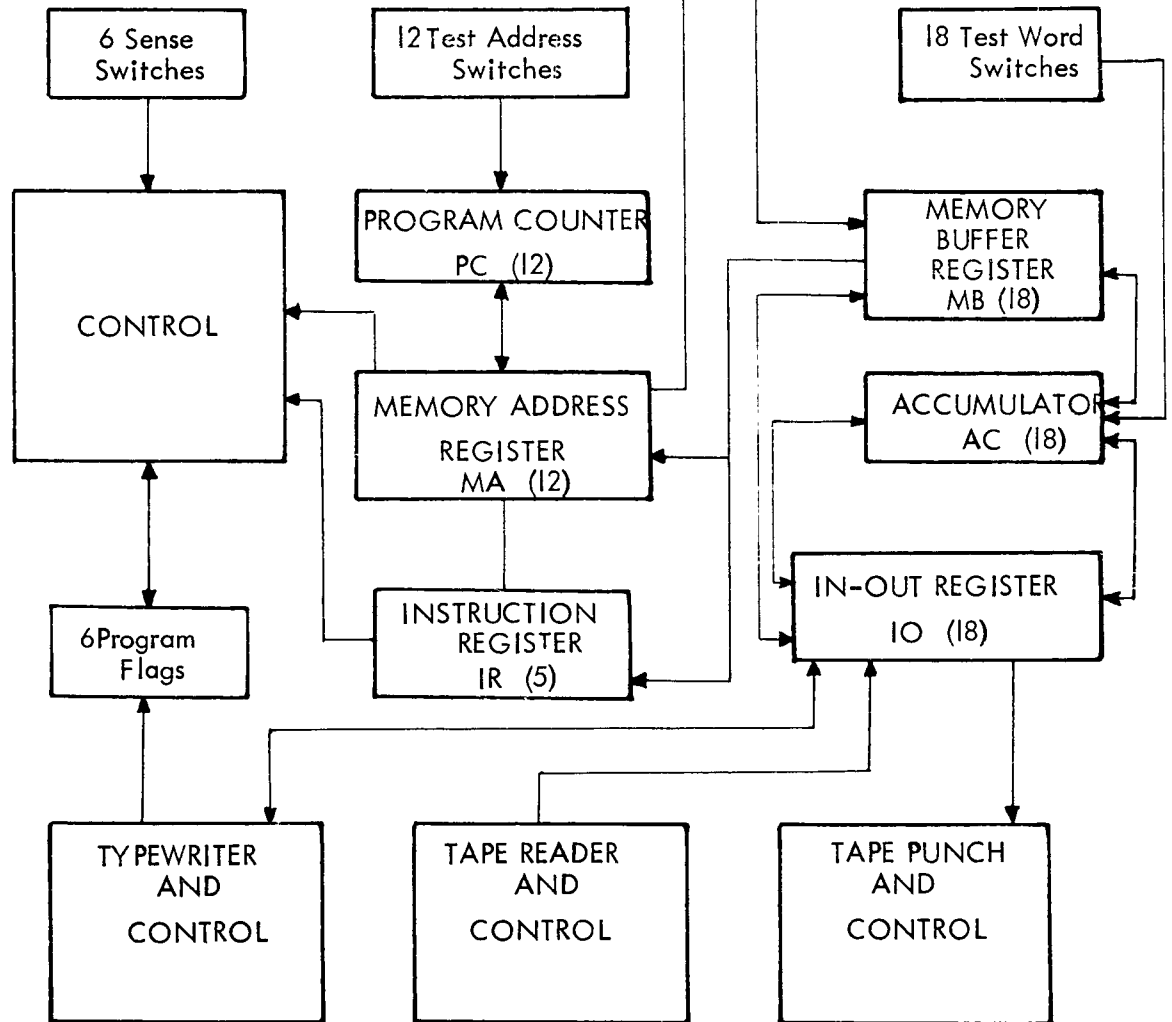 6 Sense
Switches
12 Test Address
Switches
18 Test Word
Switches
CONTROL
PROGRAM COUNTER
PC (12)
MEMORY
BUFFER
REGISTER
MB (18)
MEMORY ADDRESS
REGISTER
MA (12)
ACCUMULATOR
AC (18)
INSTRUCTION
REGISTER
IR (5)
IN-OUT REGISTER
IO (18)
6 Program
Flags
TYPEWRITER
AND
CONTROL
TAPE READER
AND
CONTROL
TAPE PUNCH
AND
CONTROL